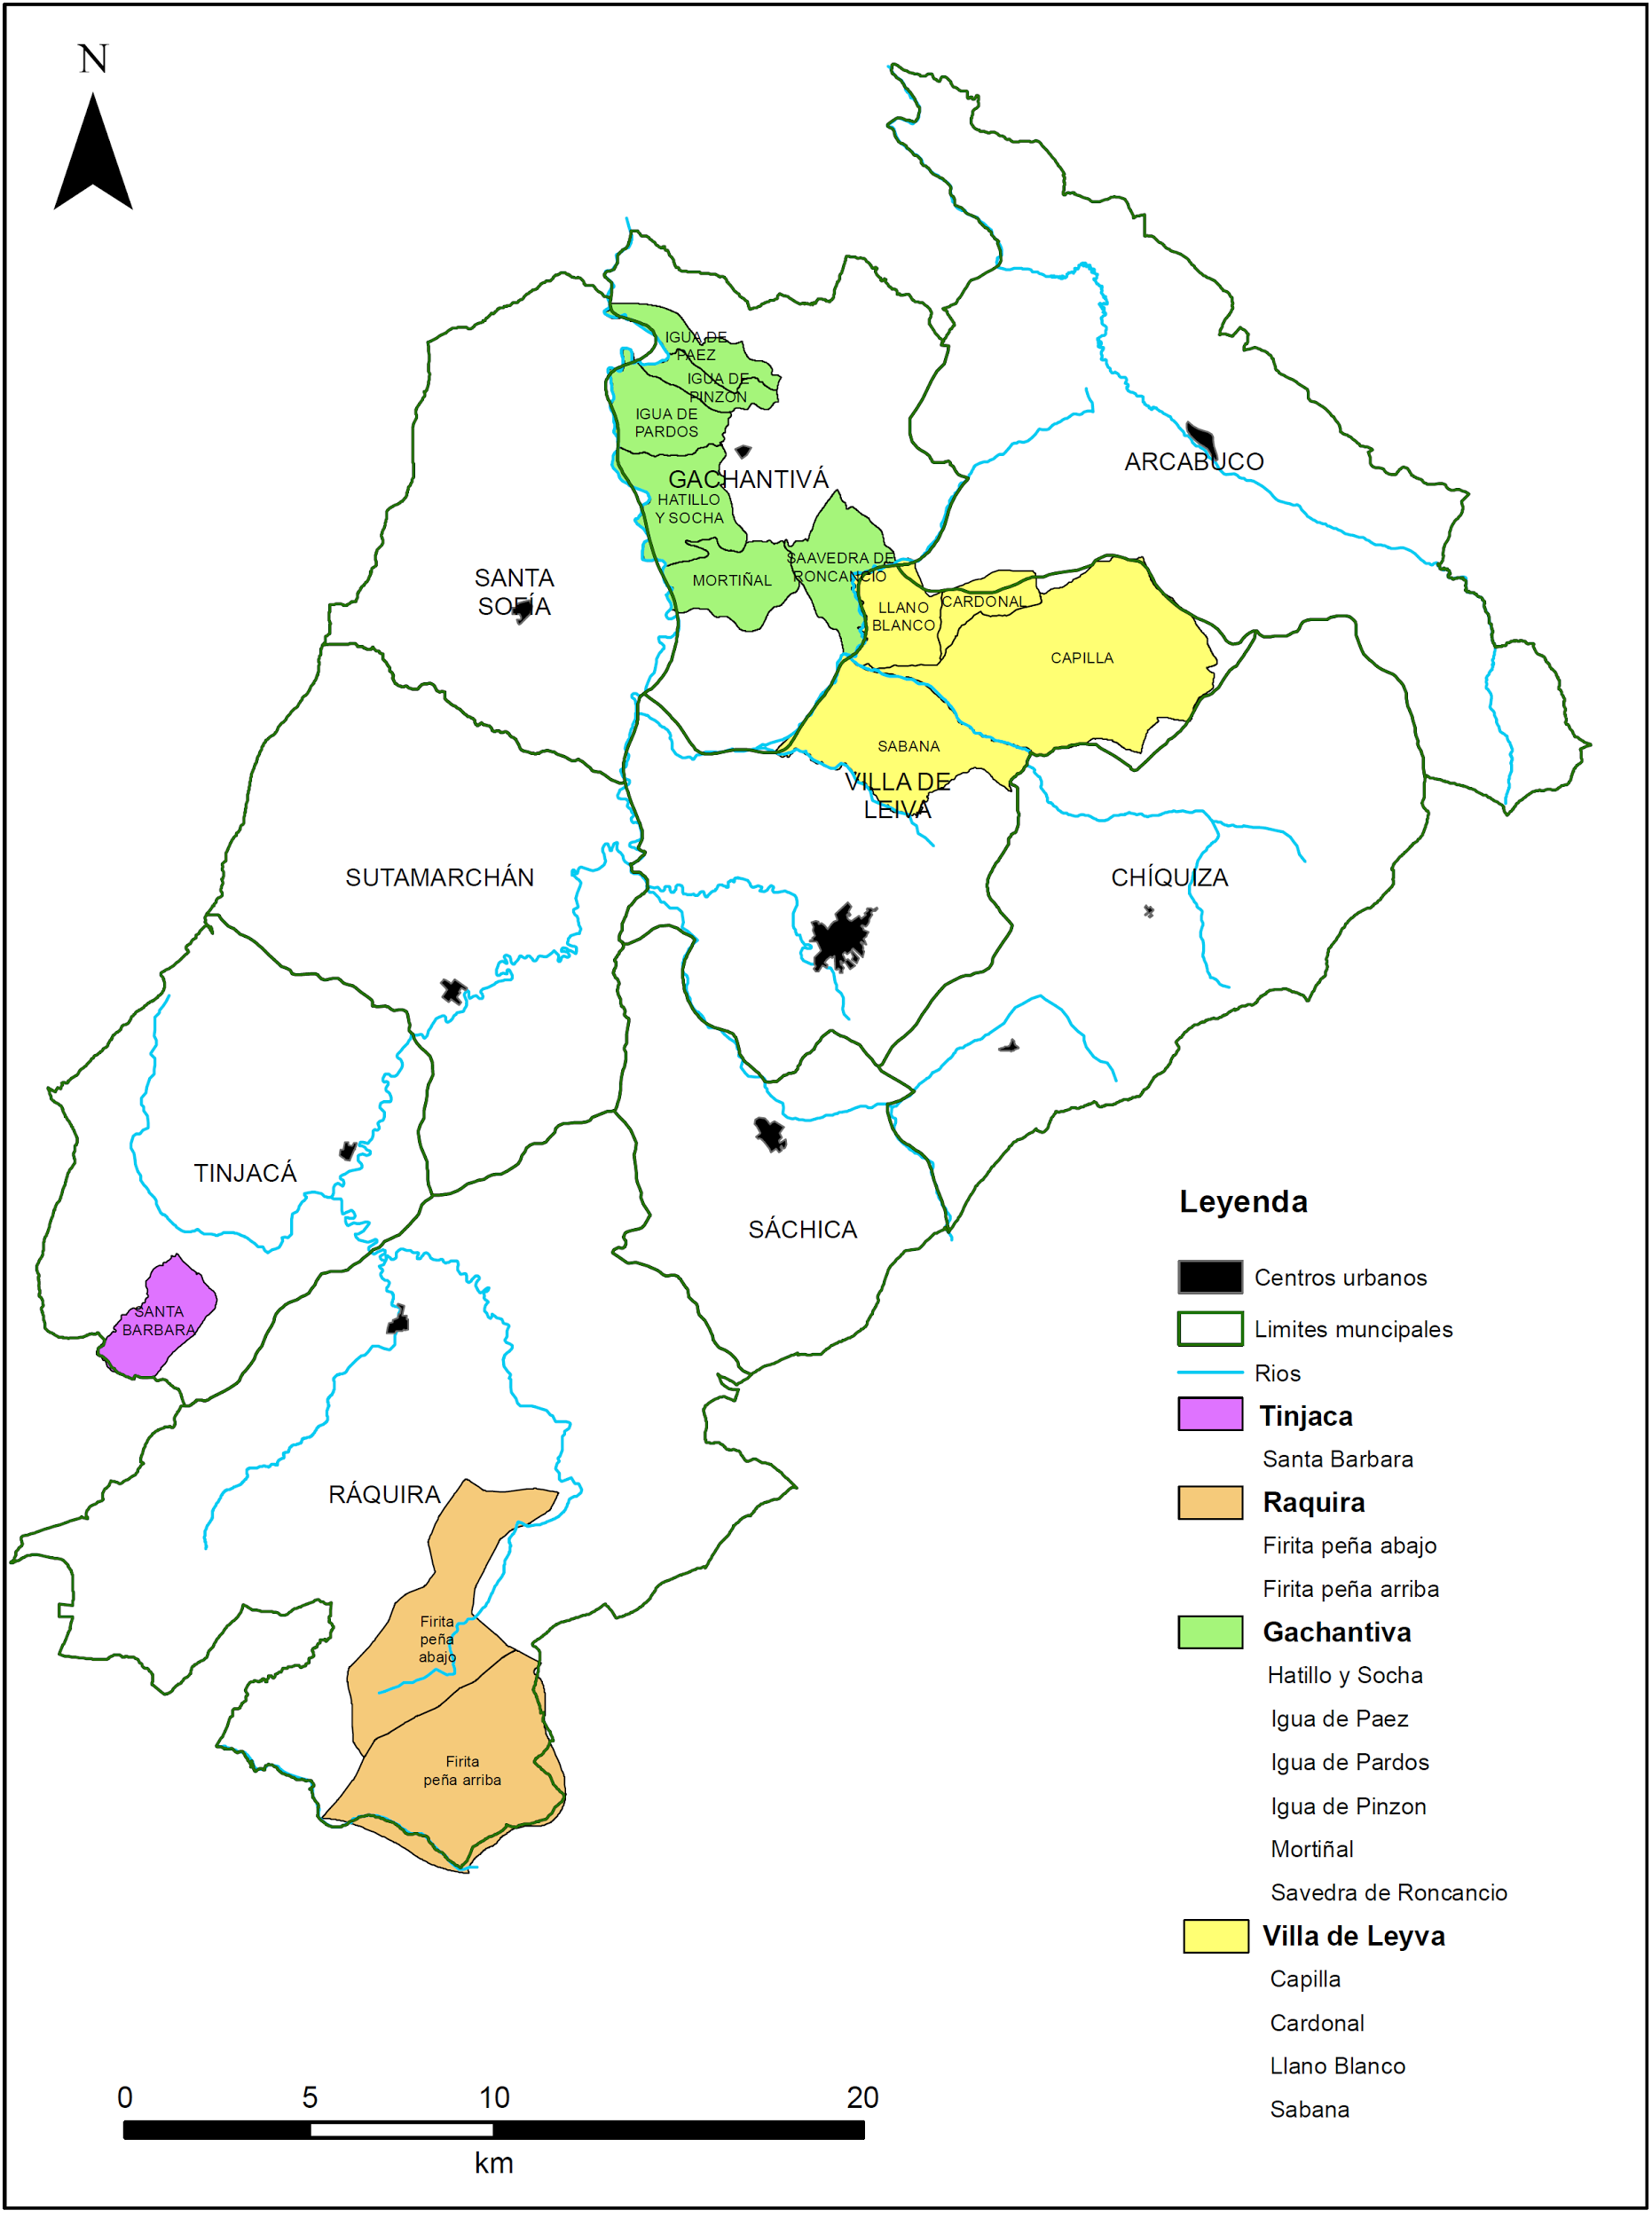 N
IGUA DE
PAEZ
IGUA DE
PINZON
IGUA DE
PARDOS
ARCABUCO
GACHANTIVÁ
HATILLO
Y SOCHA
SAAVEDRA DE
RONCANCIO
MORTIÑAL
SANTA
SOFÍA
LLANO
BLANCO
CARDONAL
CAPILLA
SABANA
VILLA DE
LEIVA
SUTAMARCHÁN
CHÍQUIZA
TINJACÁ
SÁCHICA
SANTA
BARBARA
RÁQUIRA
Firita
peña
abajo
Firita
peña arriba
Leyenda
Centros urbanos
Limites muncipales
Rios
Tinjaca
Santa Barbara
Raquira
Firita peña abajo
Firita peña arriba
Gachantiva
Hatillo y Socha
Igua de Paez
Igua de Pardos
Igua de Pinzon
Mortiñal
Savedra de Roncancio
Villa de Leyva
Capilla
Cardonal
Llano Blanco
Sabana
0 5 10 20
km